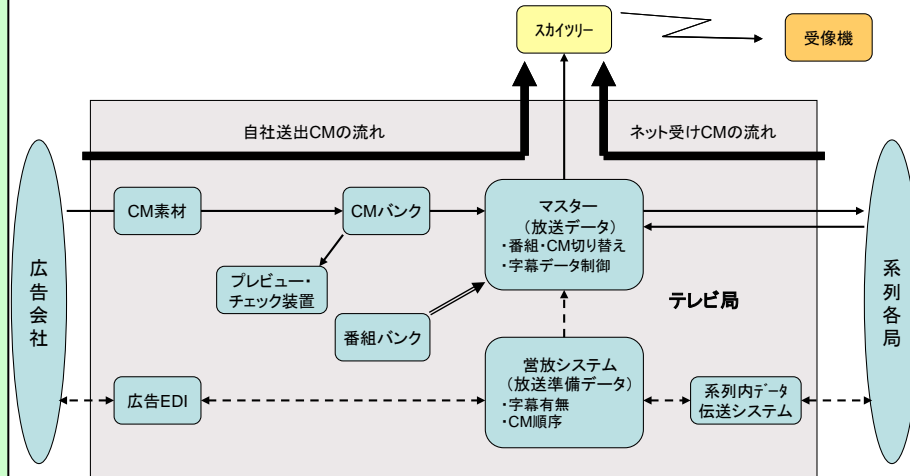 スカイツリー
受像機
自社送出CMの流れ
ネット受けCMの流れ
広告会社
CM素材
CMバンク
マスター
(放送データ)
・番組・CM切り替え
・字幕データ制御
プレビュー・
チェック装置
番組バンク
テレビ局
系列各局
営放システム
(放送準備データ)
・字幕有無
・CM順序
広告EDI
系列内ﾃﾞｰﾀ
伝送システム